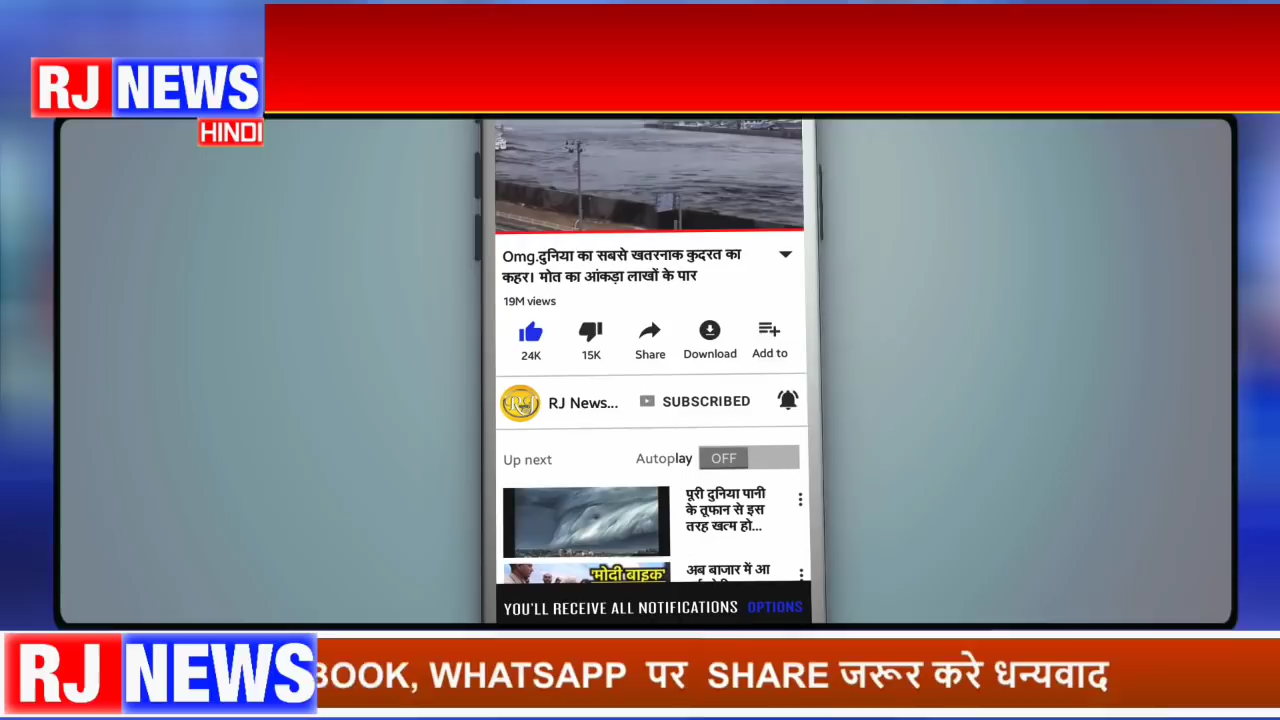 RJ NEWS
HINDI
Omg.दुनिया का सबसे खतरनाक कुदरत का
कहर। मोत का आंकड़ा लाखों के पार
19M views
24K 15K Share Download Add to
RJ News... SUBSCRIBED
Up next Autoplay OFF
पूरी दुनिया पानी
के तूफान से इस
तरह खत्म हो...
'मोदी बाइक'
अब बाजार में आ
YOU'LL RECEIVE ALL NOTIFICATIONS OPTIONS
RJ NEWS BOOK, WHATSAPP पर SHARE जरूर करे धन्यवाद